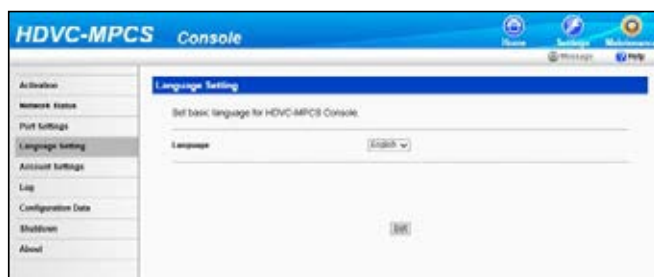 HDVC-MPCS Console
Home Settings Maintenance
Message Help
Activation
Network Status
Port Settings
Language Setting
Account Settings
Log
Configuration Data
Shutdown
About
Language Setting
Set basic language for HDVC-MPCS Console.
Language English